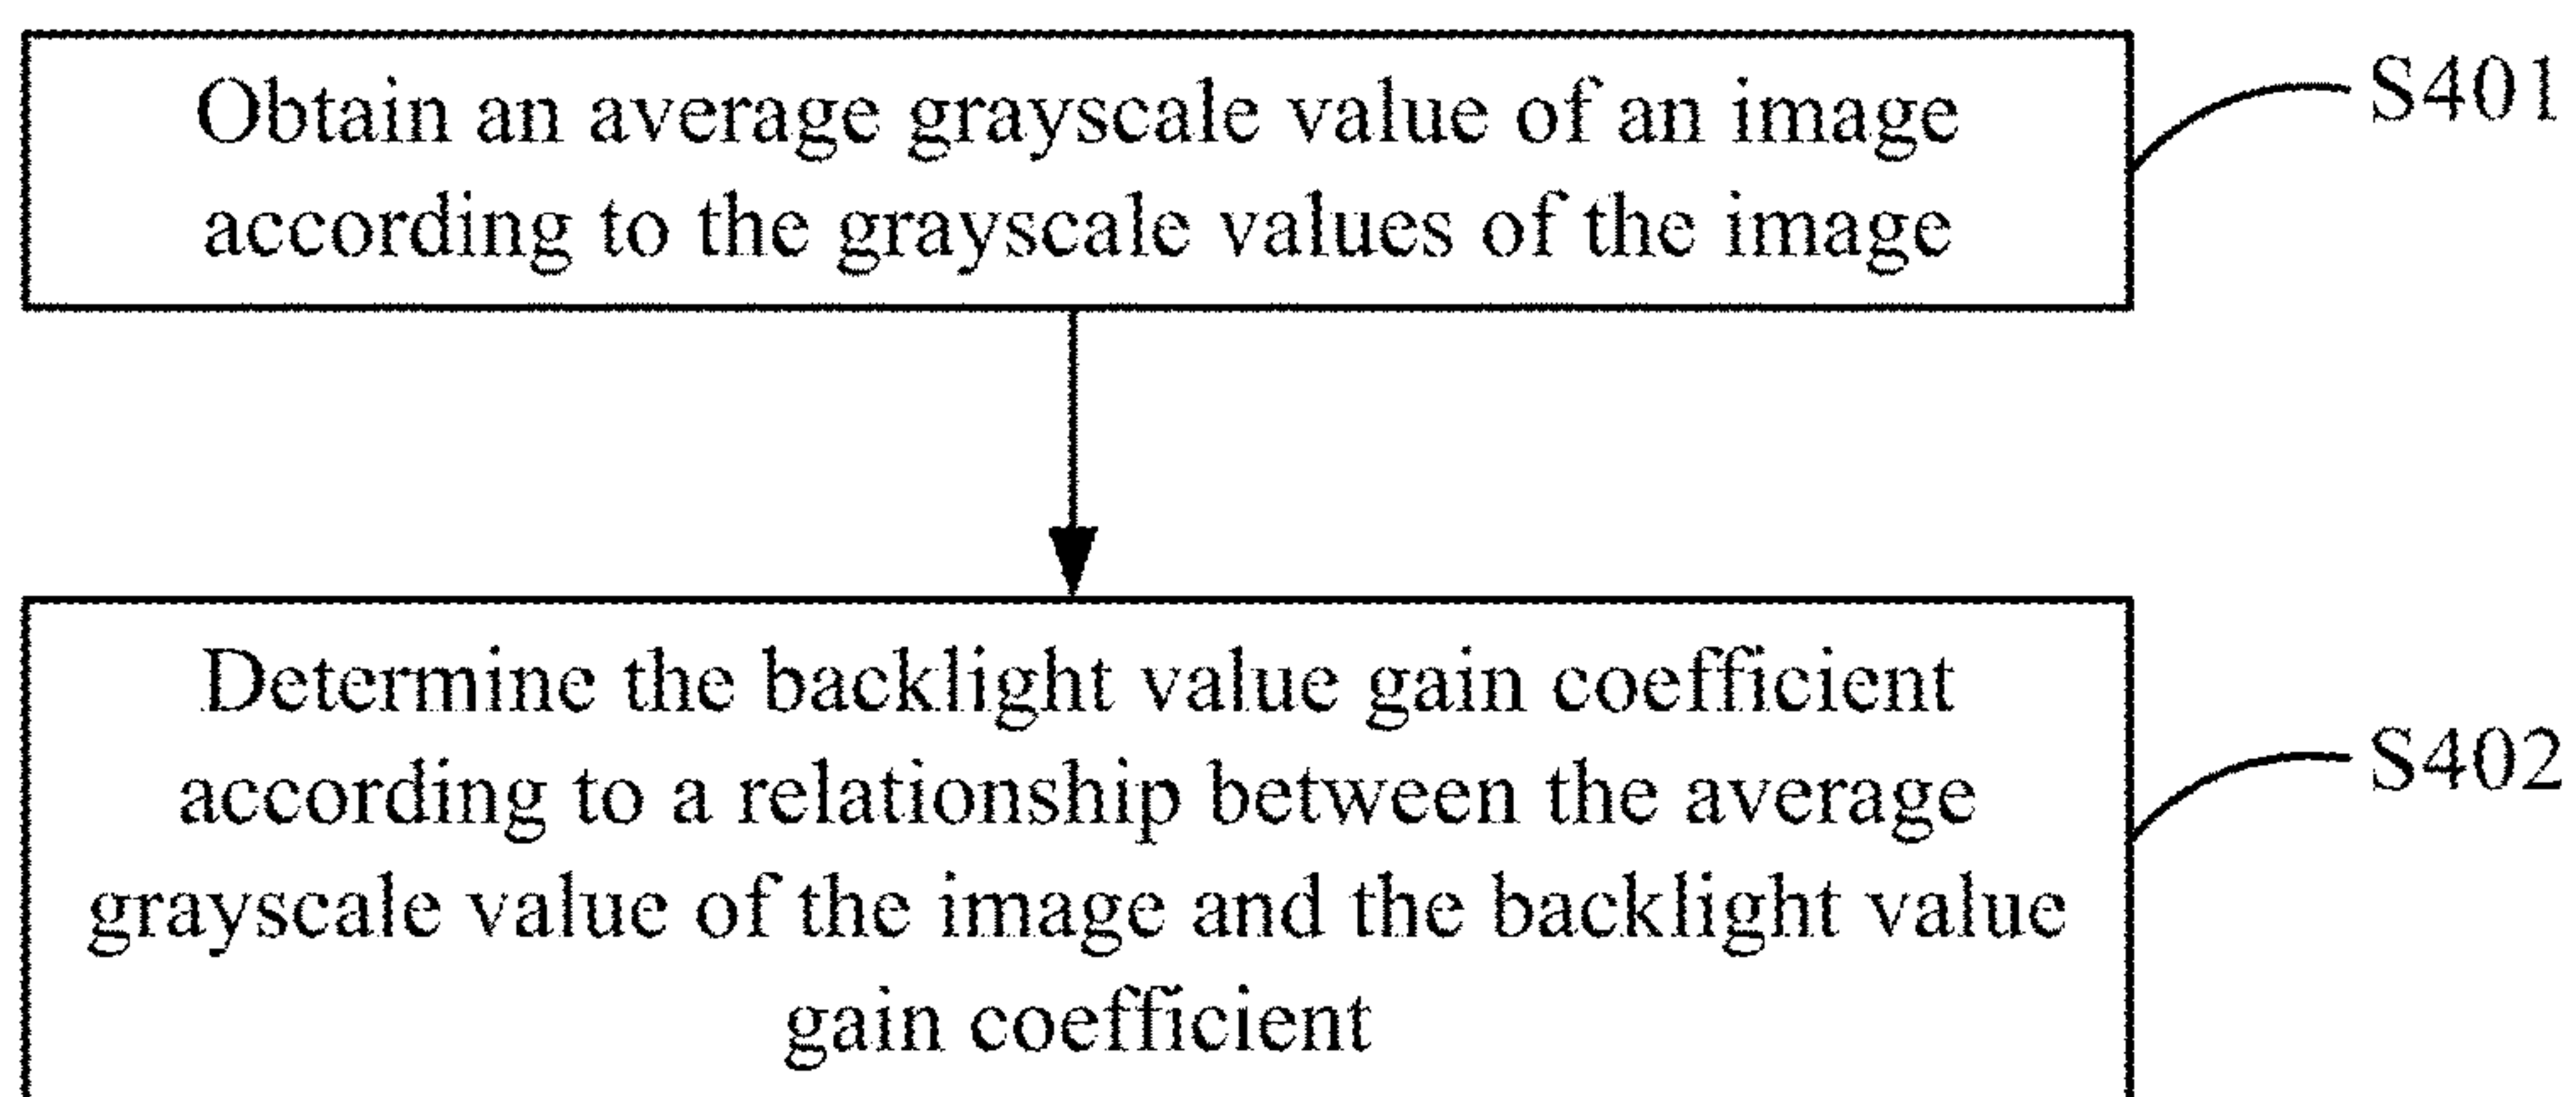 Obtain an average grayscale value of an image
according to the grayscale values of the image
S401
Determine the backlight value gain coefficient
according to a relationship between the average
grayscale value of the image and the backlight value
gain coefficient
S402